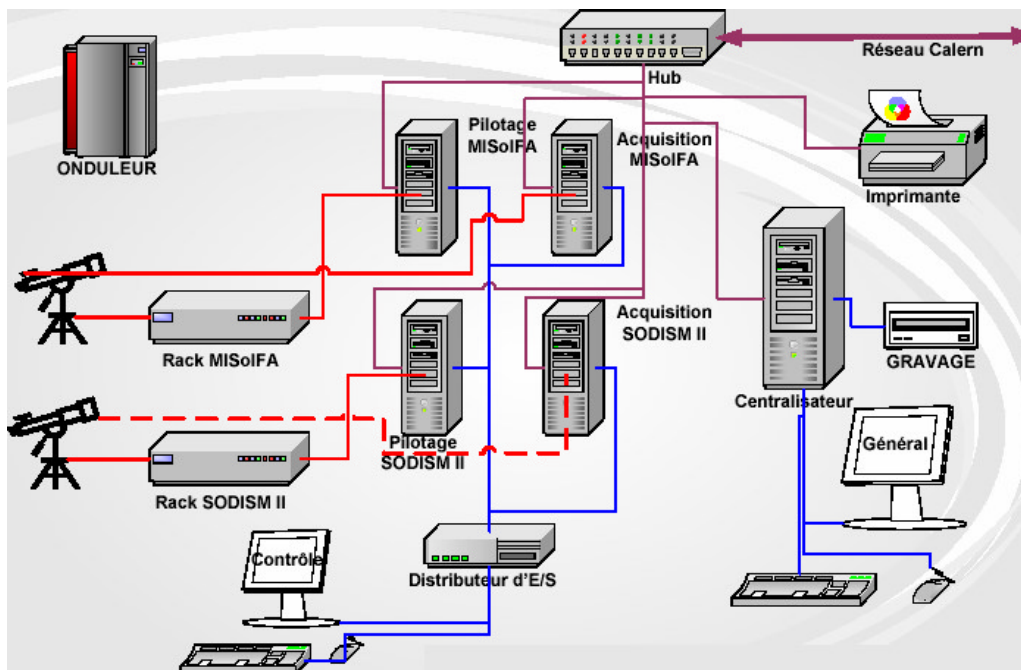 Réseau Calern
Hub
Pilotage
MISolFA
Acquisition
MISolFA
ONDULEUR
Imprimante
Rack MISolFA
Acquisition
SODISM II
GRAVAGE
Centralisateur
Général
Pilotage
SODISM II
Rack SODISM II
Contrôle
Distributeur d'E/S